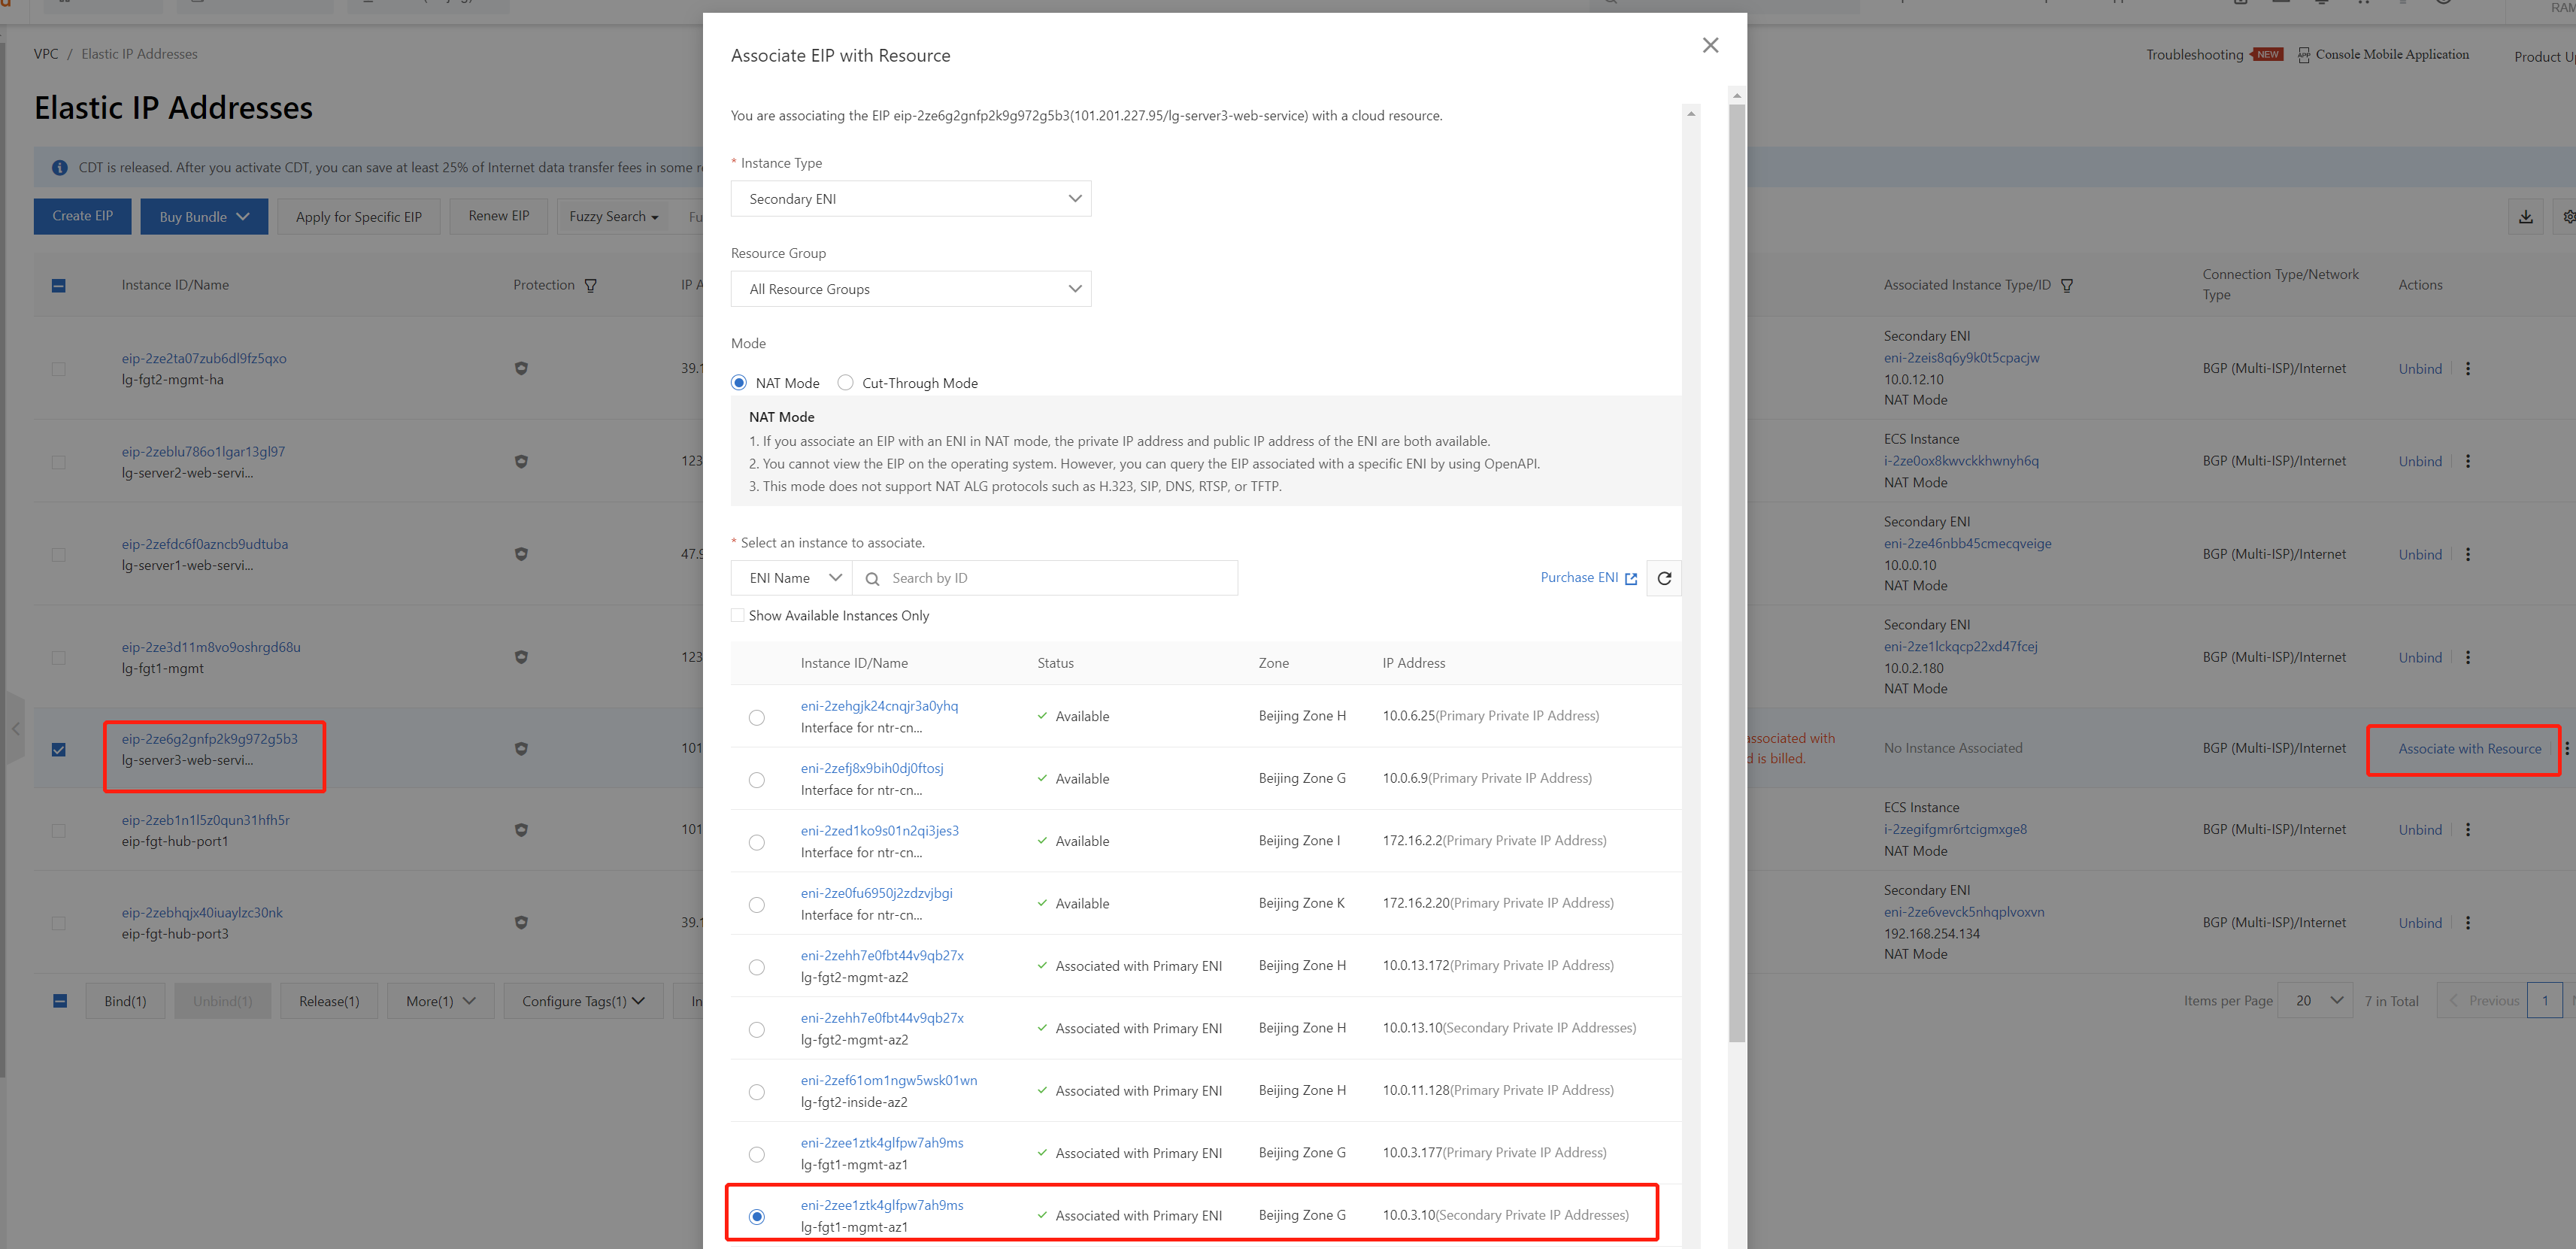 RAM
VPC / Elastic IP Addresses
Troubleshooting NEW Console Mobile Application Product
Elastic IP Addresses
CDT is released. After you activate CDT, you can save at least 25% of Internet data transfer fees in some
Create EIP Buy Bundle Apply for Specific EIP Renew EIP Fuzzy Search
Instance ID/Name Protection
Associated Instance Type/ID Connection Type/Network Type Actions
eip-2ze2ta07zub6dl9fz5qxo
lg-fgt2-mgmt-ha
39.1
Secondary ENI
eni-2zeis8q6y9k0t5cpacjw
10.0.12.10
NAT Mode
BGP (Multi-ISP)/Internet Unbind
eip-2zeblu786o1lgar13gl97
lg-server2-web-servi...
123
ECS Instance
i-2ze0ox8kwvckkhwnyh6q
NAT Mode
BGP (Multi-ISP)/Internet Unbind
eip-2zefdc6f0azncb9udtuba
lg-server1-web-servi...
47.9
Secondary ENI
eni-2ze46nbb45cmecqveige
10.0.0.10
NAT Mode
BGP (Multi-ISP)/Internet Unbind
eip-2ze3d11m8vo9oshrgd68u
lg-fgt1-mgmt
123
Secondary ENI
eni-2ze1lckqcp22xd47fcej
10.0.2.180
NAT Mode
BGP (Multi-ISP)/Internet Unbind
eip-2ze6g2gnfp2k9g972g5b3
lg-server3-web-servi...
101
associated with
d is billed.
No Instance Associated
BGP (Multi-ISP)/Internet Associate with Resource
eip-2zeb1n1l5z0qun31hfh5r
eip-fgt-hub-port1
101
ECS Instance
i-2zegifgmr6rtcigmxge8
NAT Mode
BGP (Multi-ISP)/Internet Unbind
eip-2zebhqjx40iuaylzc30nk
eip-fgt-hub-port3
39.1
Secondary ENI
eni-2ze6vevck5nhqplvoxvn
192.168.254.134
NAT Mode
BGP (Multi-ISP)/Internet Unbind
Bind(1) Unbind(1) Release(1) More(1) Configure Tags(1)
Items per Page 20 7 in Total Previous 1
Associate EIP with Resource
You are associating the EIP eip-2ze6g2gnfp2k9g972g5b3(101.201.227.95/lg-server3-web-service) with a cloud resource.
* Instance Type
Secondary ENI
Resource Group
All Resource Groups
Mode
NAT Mode Cut-Through Mode
NAT Mode
1. If you associate an EIP with an ENI in NAT mode, the private IP address and public IP address of the ENI are both available.
2. You cannot view the EIP on the operating system. However, you can query the EIP associated with a specific ENI by using OpenAPI.
3. This mode does not support NAT ALG protocols such as H.323, SIP, DNS, RTSP, or TFTP.
* Select an instance to associate.
ENI Name Search by ID Purchase ENI
Show Available Instances Only
Instance ID/Name Status Zone IP Address
eni-2zehgjk24cnqjr3a0yhq
Interface for ntr-cn...
Available Beijing Zone H 10.0.6.25(Primary Private IP Address)
eni-2zefj8x9bih0dj0ftosj
Interface for ntr-cn...
Available Beijing Zone G 10.0.6.9(Primary Private IP Address)
eni-2zed1ko9s01n2qi3jes3
Interface for ntr-cn...
Available Beijing Zone I 172.16.2.2(Primary Private IP Address)
eni-2ze0fu6950j2zdzvjbgi
Interface for ntr-cn...
Available Beijing Zone K 172.16.2.20(Primary Private IP Address)
eni-2zehh7e0fbt44v9qb27x
lg-fgt2-mgmt-az2
Associated with Primary ENI Beijing Zone H 10.0.13.172(Primary Private IP Address)
eni-2zehh7e0fbt44v9qb27x
lg-fgt2-mgmt-az2
Associated with Primary ENI Beijing Zone H 10.0.13.10(Secondary Private IP Addresses)
eni-2zef61om1ngw5wsk01wn
lg-fgt2-inside-az2
Associated with Primary ENI Beijing Zone H 10.0.11.128(Primary Private IP Address)
eni-2zee1ztk4glfpw7ah9ms
lg-fgt1-mgmt-az1
Associated with Primary ENI Beijing Zone G 10.0.3.177(Primary Private IP Address)
eni-2zee1ztk4glfpw7ah9ms
lg-fgt1-mgmt-az1
Associated with Primary ENI Beijing Zone G 10.0.3.10(Secondary Private IP Addresses)